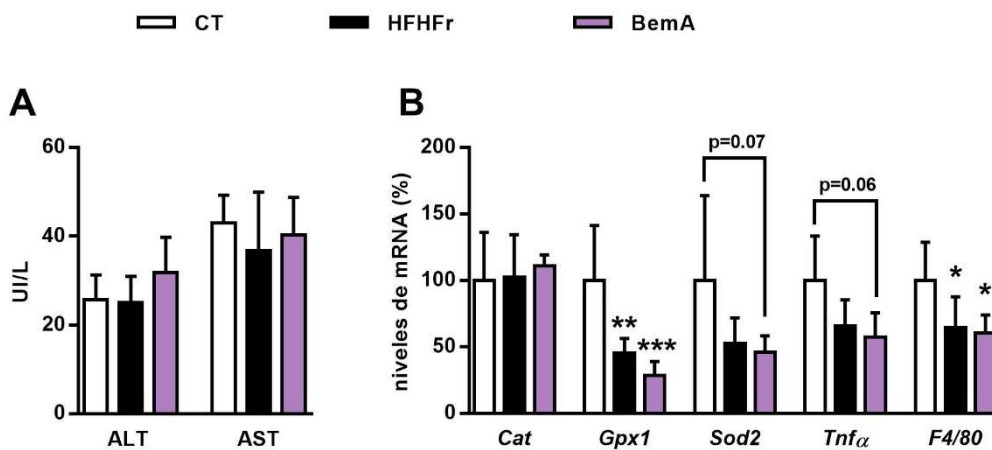 CT HFHFr BemA
A
UI/L
60
40
20
0
ALT AST
B
niveles de mRNA (%)
200
150
100
50
0
p=0.07
p=0.06
** *** * *
Cat Gpx1 Sod2 Tnfα F4/80